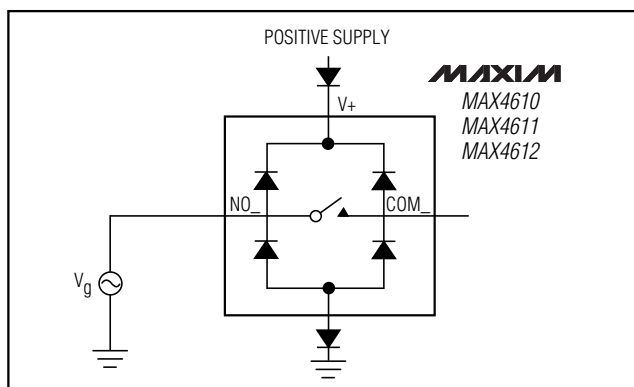 POSITIVE SUPPLY
MAXIM
MAX4610
MAX4611
MAX4612
V+
NO_
COM_
Vg